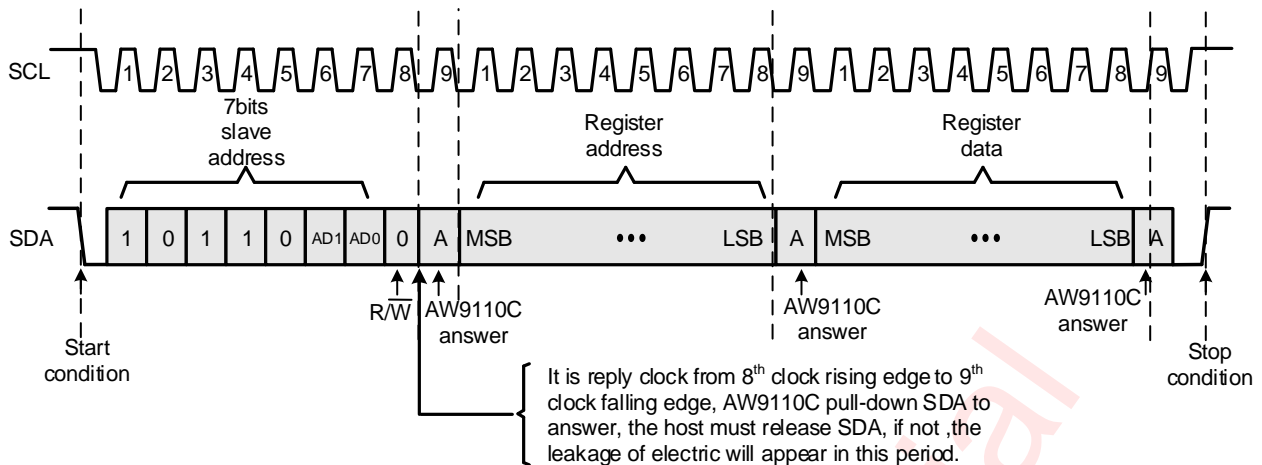 SCL 1 2 3 4 5 6 7 8 9 1 2 3 4 5 6 7 8 9 1 2 3 4 5 6 7 8 9
7bits
slave
address
Register
address
Register
data
SDA 1 0 1 1 0 AD1 AD0 0 A MSB ••• LSB A MSB ••• LSB A
R/W̅
AW9110C
answer
AW9110C
answer
AW9110C
answer
Start
condition
Stop
condition
It is reply clock from 8th clock rising edge to 9th
clock falling edge, AW9110C pull-down SDA to
answer, the host must release SDA, if not ,the
leakage of electric will appear in this period.